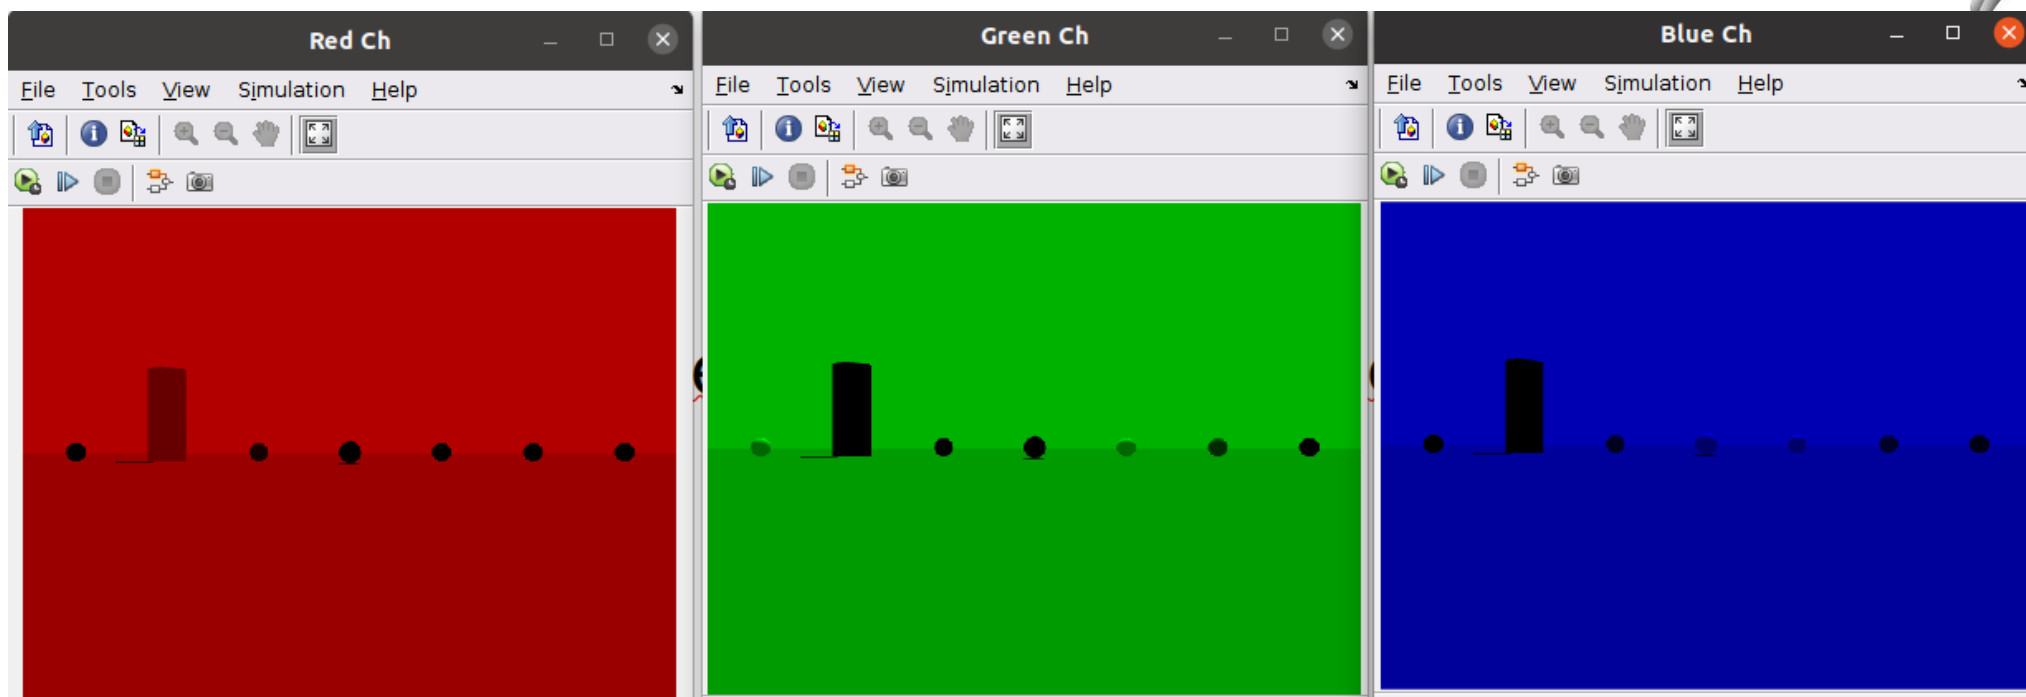 Red Ch
File Tools View Simulation Help
Green Ch
File Tools View Simulation Help
Blue Ch
File Tools View Simulation Help